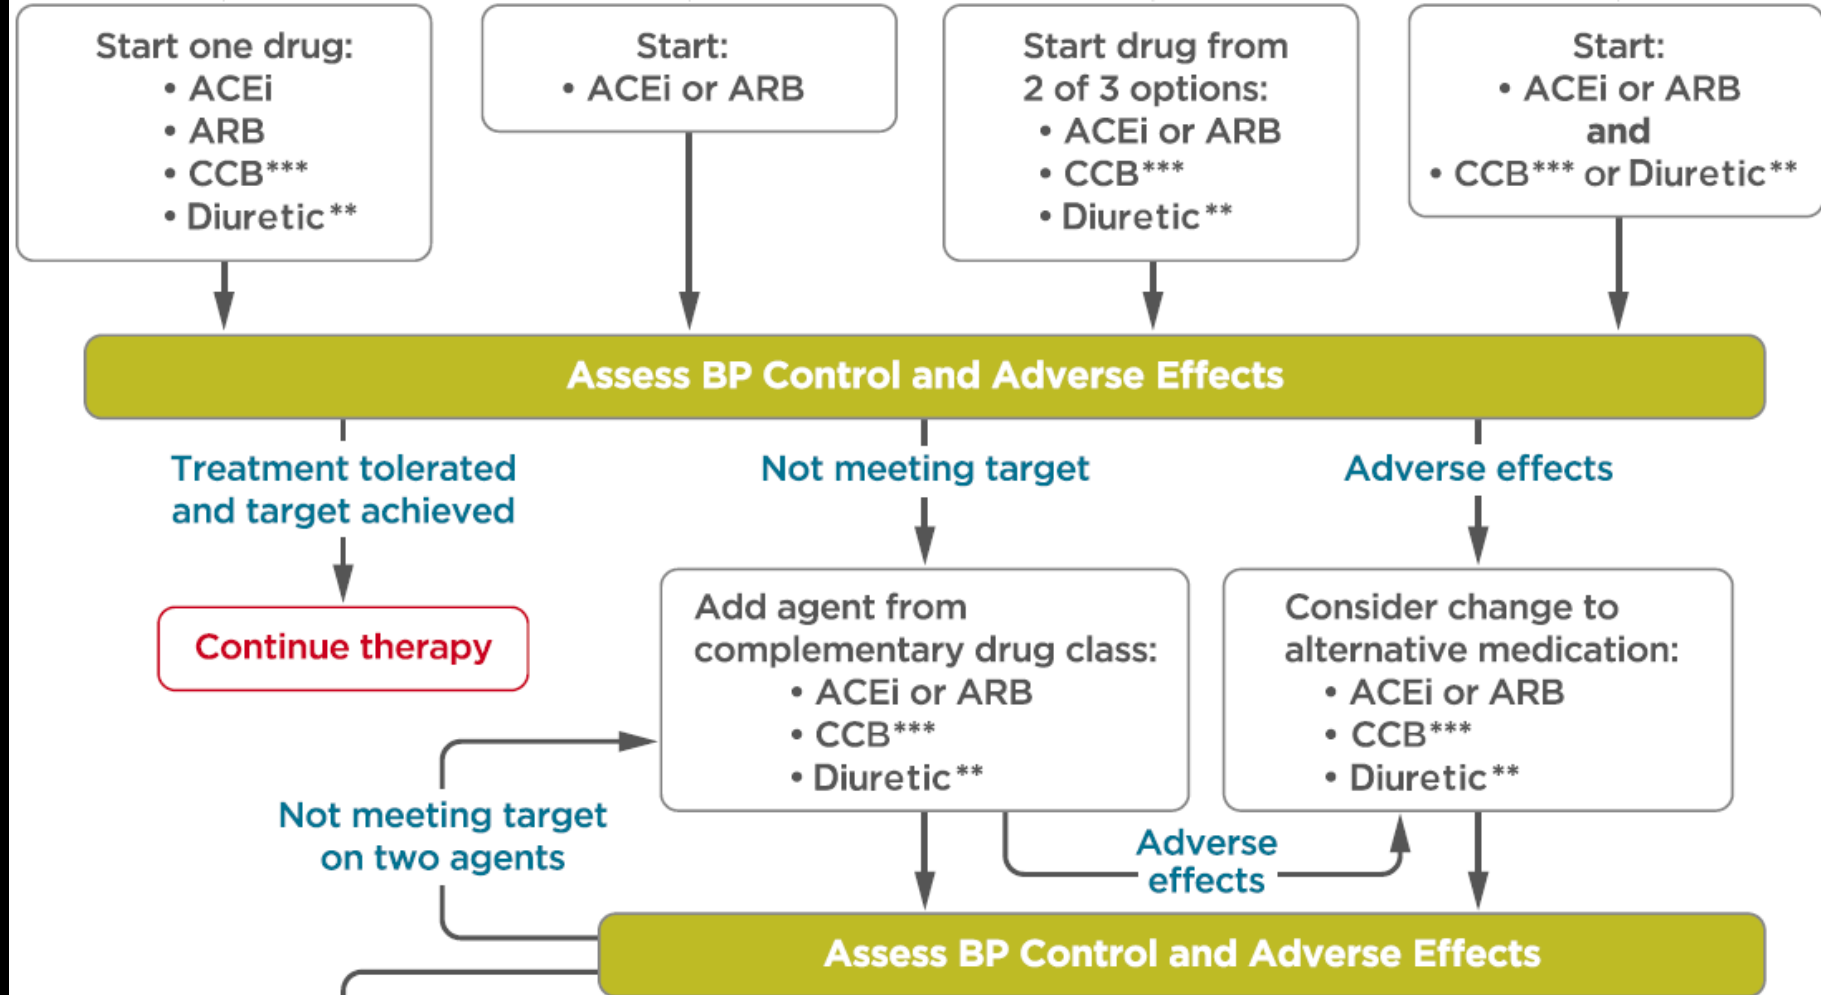 Start one drug:
• ACEi
• ARB
• CCB***
• Diuretic**
Start:
• ACEi or ARB
Start drug from
2 of 3 options:
• ACEi or ARB
• CCB***
• Diuretic**
Start:
• ACEi or ARB
and
• CCB*** or Diuretic**
Assess BP Control and Adverse Effects
Treatment tolerated
and target achieved
Not meeting target
Adverse effects
Continue therapy
Add agent from
complementary drug class:
• ACEi or ARB
• CCB***
• Diuretic**
Consider change to
alternative medication:
• ACEi or ARB
• CCB***
• Diuretic**
Not meeting target
on two agents
Adverse
effects
Assess BP Control and Adverse Effects